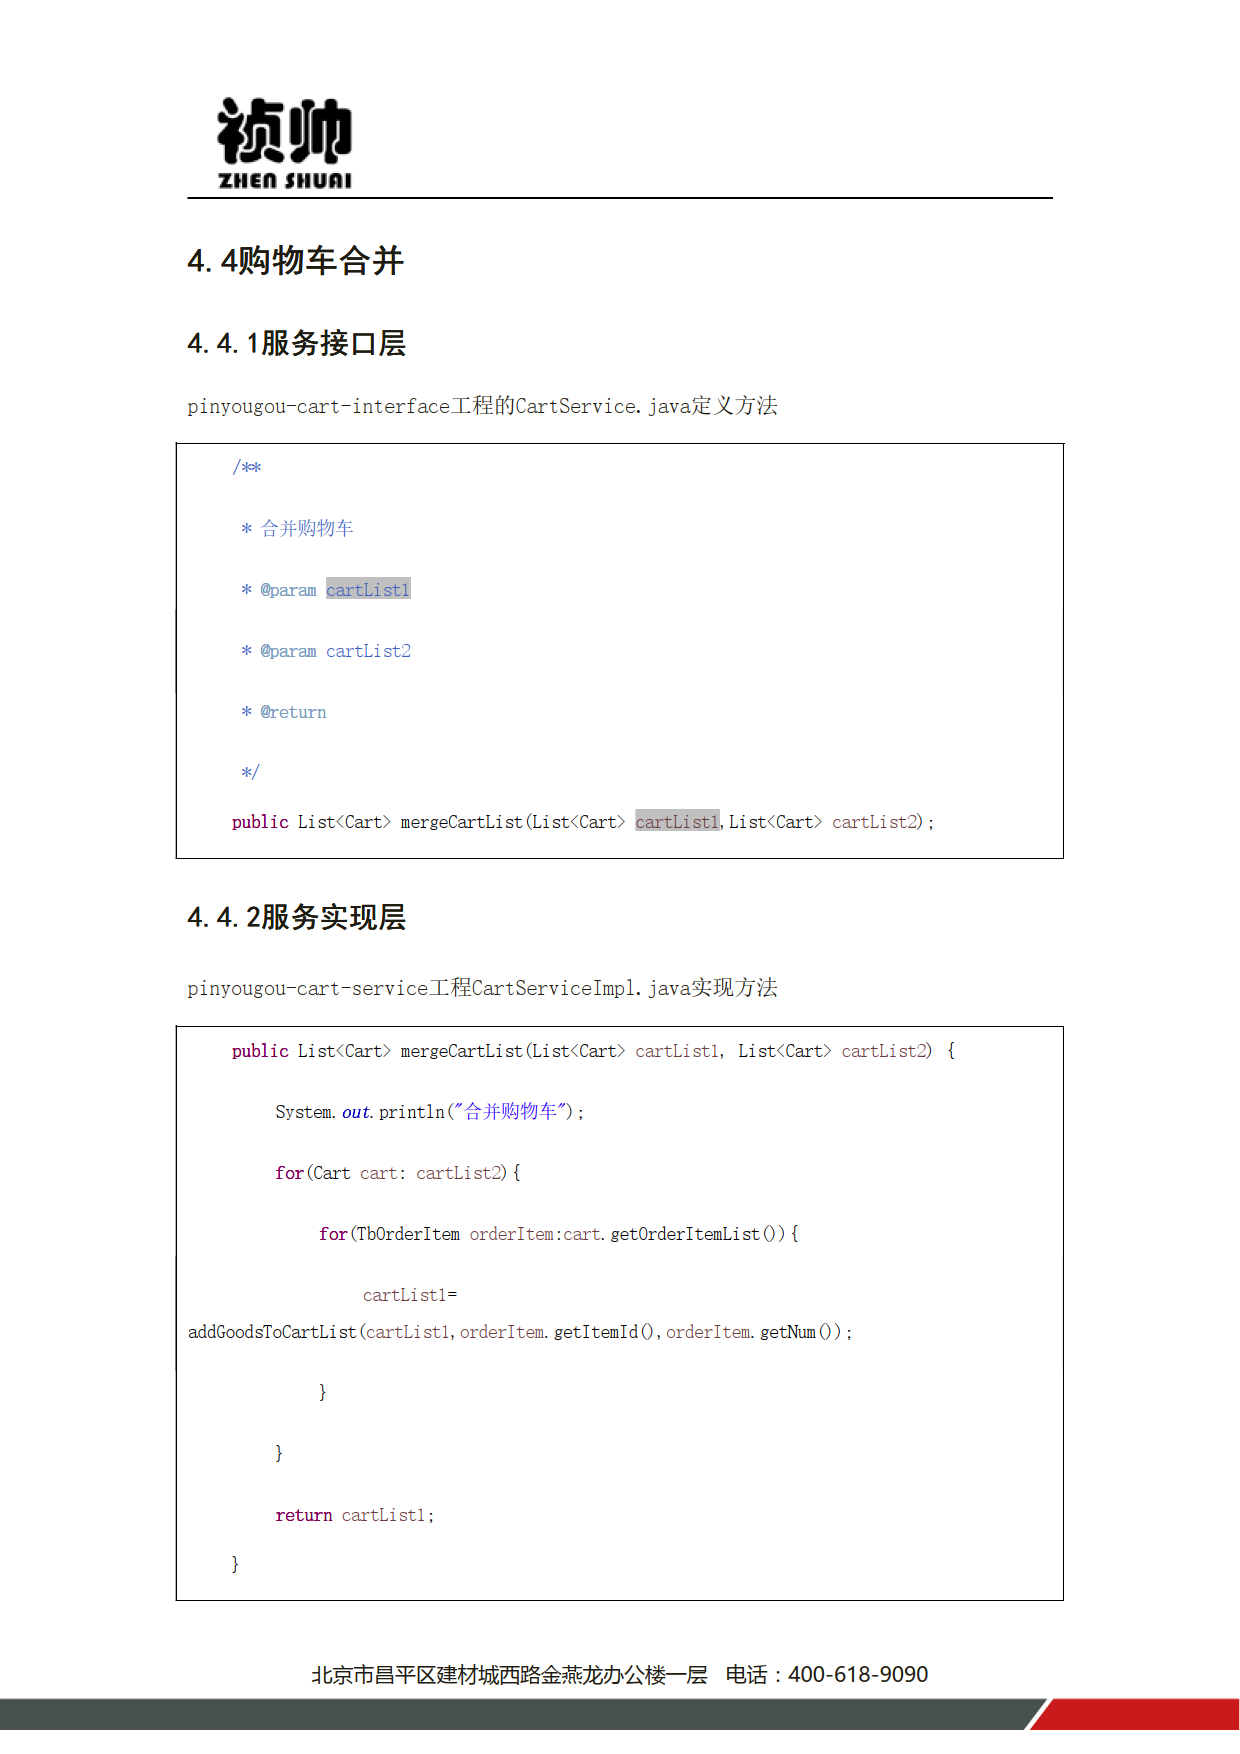 祯帅
ZHEN SHUAI
4.4购物车合并
4.4.1服务接口层
pinyougou-cart-interface工程的CartService.java定义方法
/**
* 合并购物车
* @param cartList1
* @param cartList2
* @return
*/
public List<Cart> mergeCartList(List<Cart> cartList1,List<Cart> cartList2);
4.4.2服务实现层
pinyougou-cart-service工程CartServiceImpl.java实现方法
public List<Cart> mergeCartList(List<Cart> cartList1, List<Cart> cartList2) {
System.out.println("合并购物车");
for(Cart cart: cartList2){
for(TbOrderItem orderItem:cart.getOrderItemList()){
cartList1=
addGoodsToCartList(cartList1,orderItem.getItemId(),orderItem.getNum());
}
}
return cartList1;
}
北京市昌平区建材城西路金燕龙办公楼一层 电话：400-618-9090